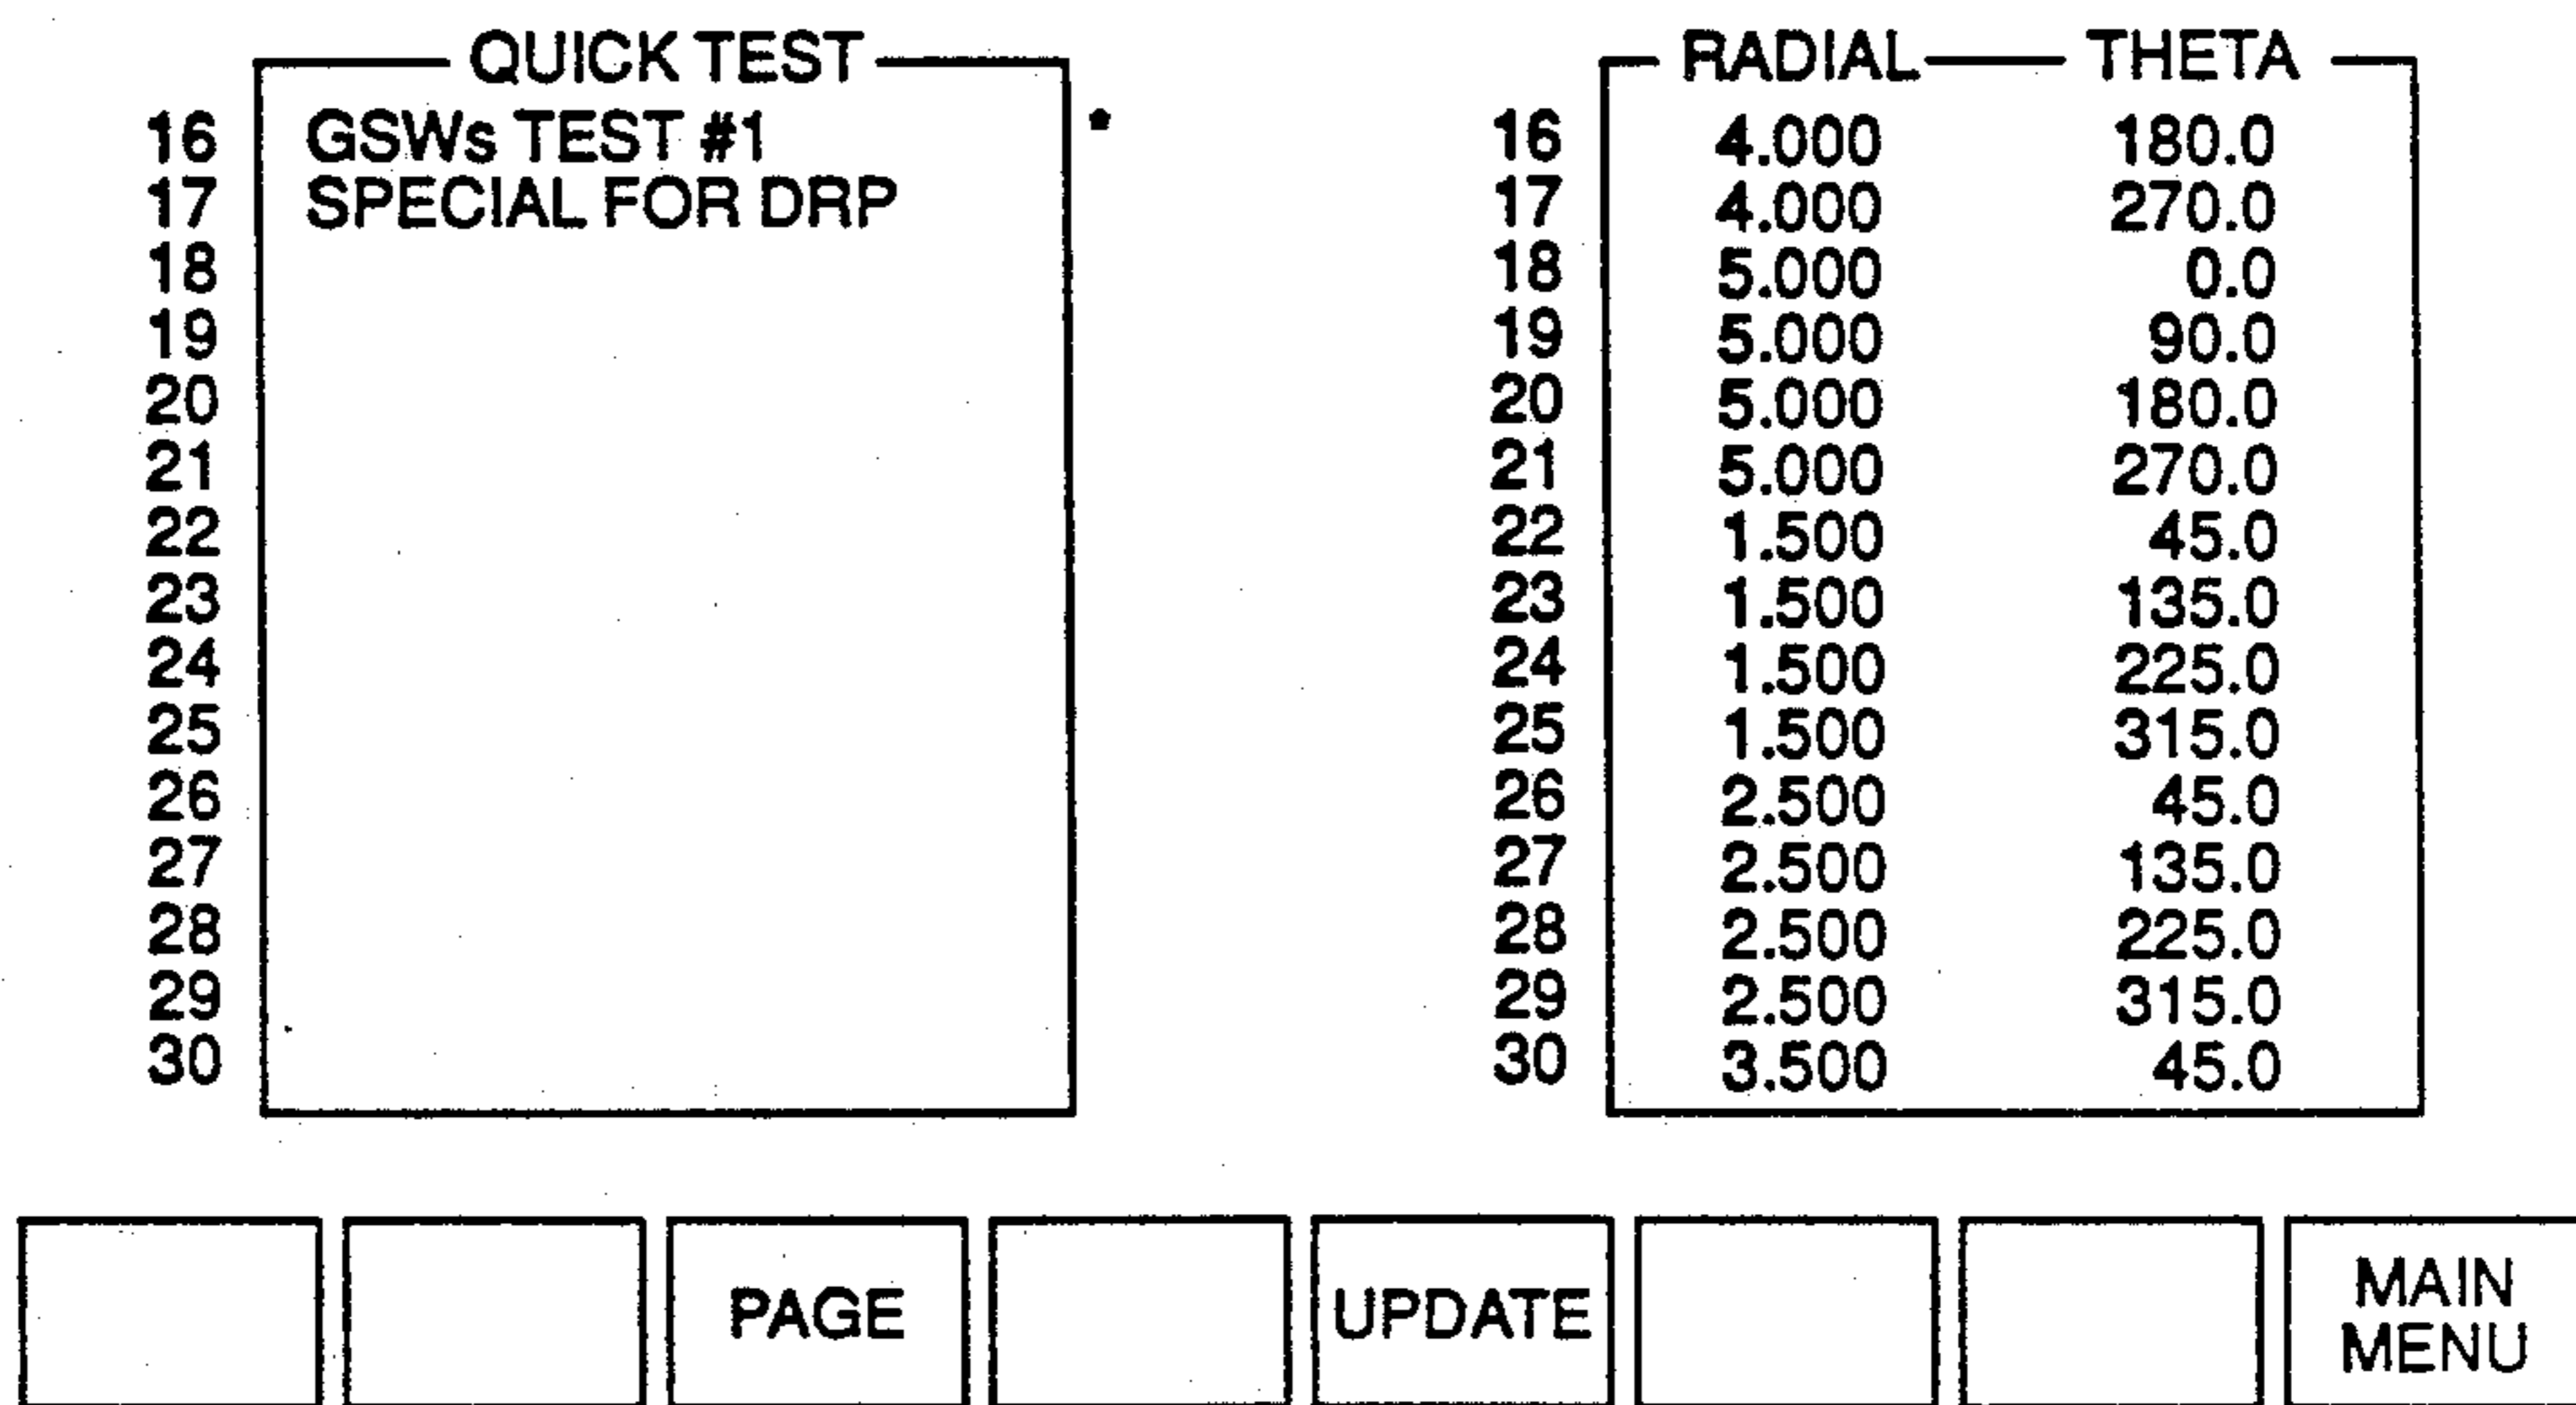 QUICK TEST
16 GSWs TEST #1 *
17 SPECIAL FOR DRP
18
19
20
21
22
23
24
25
26
27
28
29
30
RADIAL THETA
16 4.000 180.0
17 4.000 270.0
18 5.000 0.0
19 5.000 90.0
20 5.000 180.0
21 5.000 270.0
22 1.500 45.0
23 1.500 135.0
24 1.500 225.0
25 1.500 315.0
26 2.500 45.0
27 2.500 135.0
28 2.500 225.0
29 2.500 315.0
30 3.500 45.0
PAGE
UPDATE
MAIN
MENU